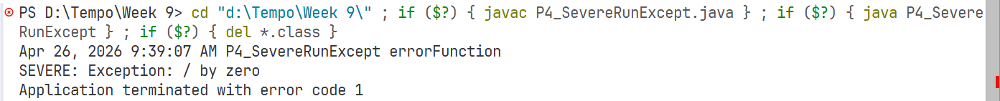 PS D:\Tempo\Week 9> cd "d:\Tempo\Week 9\" ; if ($?) { javac P4_SevereRunExcept.java } ; if ($?) { java P4_Severe
RunExcept } ; if ($?) { del *.class }
Apr 26, 2026 9:39:07 AM P4_SevereRunExcept errorFunction
SEVERE: Exception: / by zero
Application terminated with error code 1